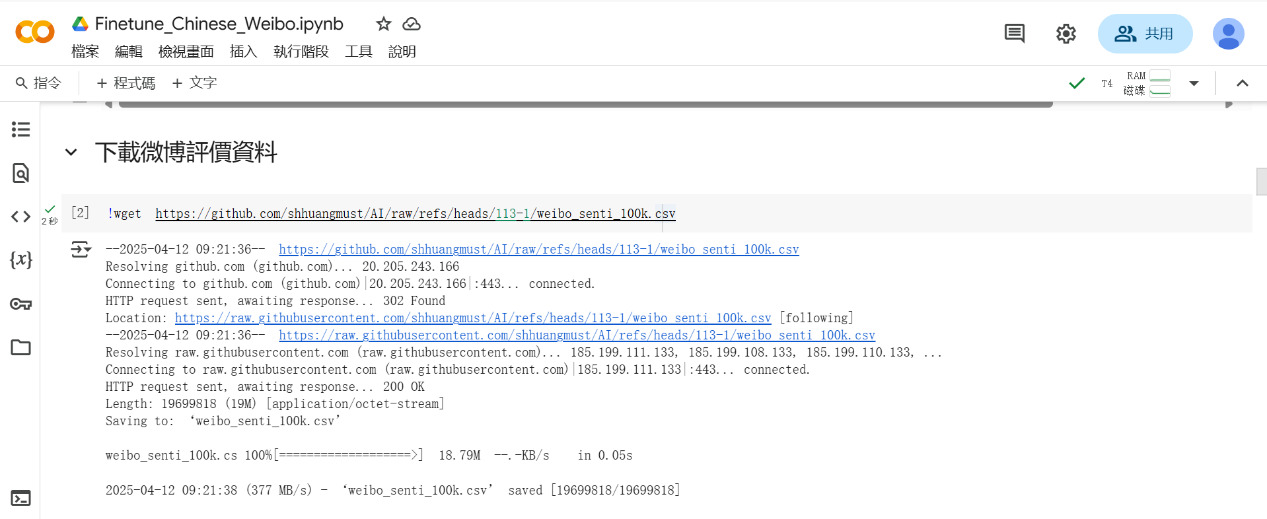 Finetune_Chinese_Weibo.ipynb
檔案 編輯 檢視畫面 插入 執行階段 工具 說明
共用
指令 + 程式碼 + 文字
T4 RAM 磁碟
下載微博評價資料
2 秒
[2] !wget https://github.com/shhuangmust/AI/raw/refs/heads/113-1/weibo_senti_100k.csv
--2025-04-12 09:21:36-- https://github.com/shhuangmust/AI/raw/refs/heads/113-1/weibo_senti_100k.csv
Resolving github.com (github.com)... 20.205.243.166
Connecting to github.com (github.com)|20.205.243.166|:443... connected.
HTTP request sent, awaiting response... 302 Found
Location: https://raw.githubusercontent.com/shhuangmust/AI/refs/heads/113-1/weibo_senti_100k.csv [following]
--2025-04-12 09:21:36-- https://raw.githubusercontent.com/shhuangmust/AI/refs/heads/113-1/weibo_senti_100k.csv
Resolving raw.githubusercontent.com (raw.githubusercontent.com)... 185.199.111.133, 185.199.108.133, 185.199.110.133, ...
Connecting to raw.githubusercontent.com (raw.githubusercontent.com)|185.199.111.133|:443... connected.
HTTP request sent, awaiting response... 200 OK
Length: 19699818 (19M) [application/octet-stream]
Saving to: ‘weibo_senti_100k.csv’
weibo_senti_100k.cs 100%[===================>] 18.79M --.-KB/s in 0.05s
2025-04-12 09:21:38 (377 MB/s) - ‘weibo_senti_100k.csv’ saved [19699818/19699818]